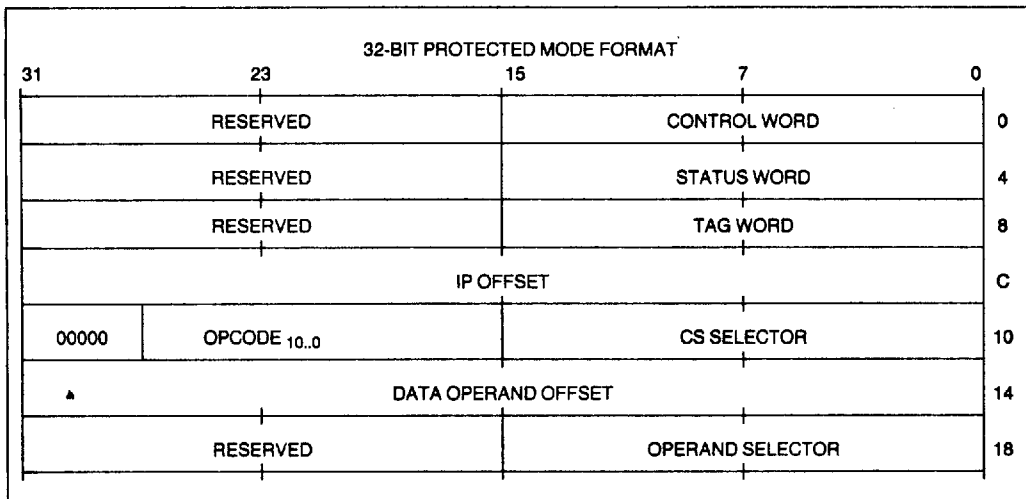 32-BIT PROTECTED MODE FORMAT
31 23 15 7 0
RESERVED CONTROL WORD 0
RESERVED STATUS WORD 4
RESERVED TAG WORD 8
IP OFFSET C
00000 OPCODE 10..0 CS SELECTOR 10
DATA OPERAND OFFSET 14
RESERVED OPERAND SELECTOR 18